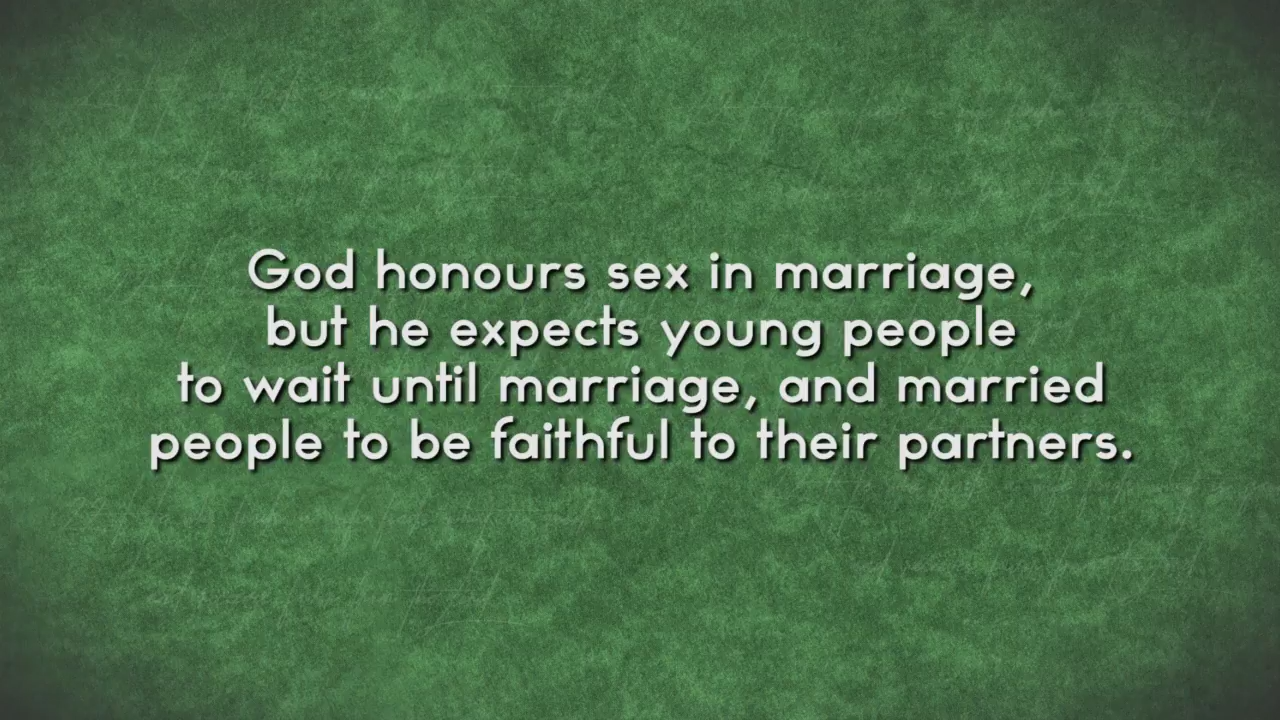 God honours sex in marriage,
but he expects young people
to wait until marriage, and married
people to be faithful to their partners.